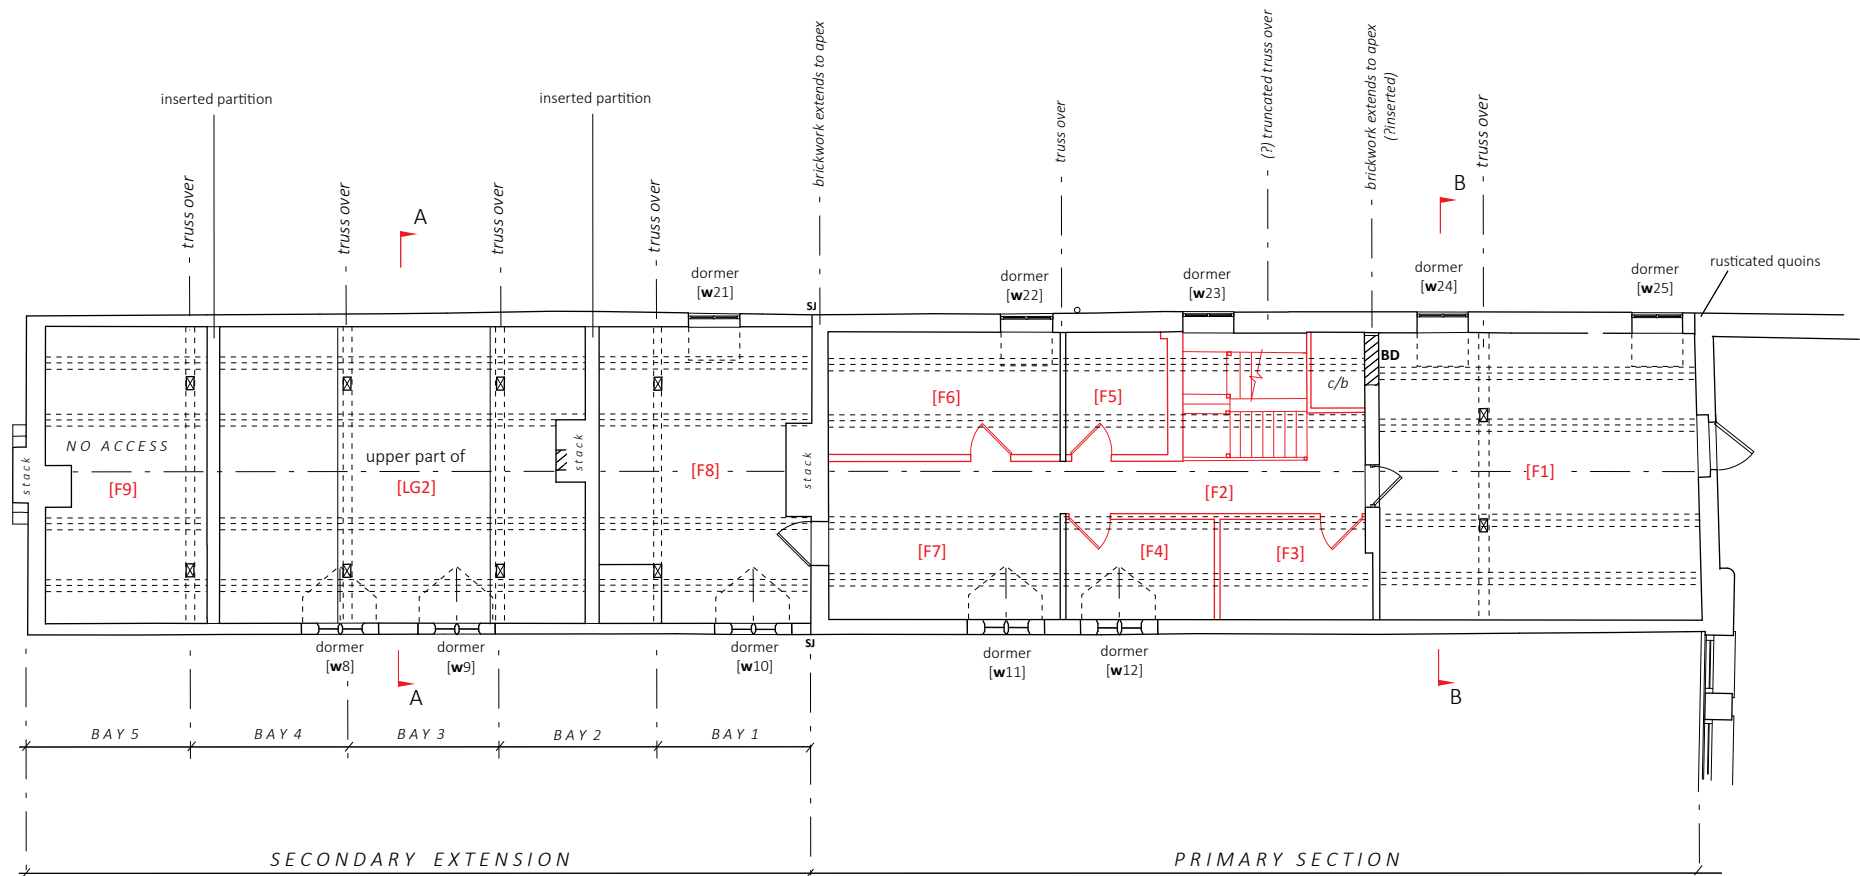 inserted partition
inserted partition
truss over
truss over
truss over
truss over
brickwork extends to apex
truss over
(?) truncated truss over
brickwork extends to apex
(?inserted)
truss over
A
B
dormer
[w21]
dormer
[w22]
dormer
[w23]
dormer
[w24]
dormer
[w25]
rusticated quoins
SJ
BD
c/b
[F6]
[F5]
NO ACCESS
stack
[F9]
upper part of
[LG2]
stack
[F8]
stack
[F2]
[F1]
[F7]
[F4]
[F3]
SJ
dormer
[w8]
dormer
[w9]
dormer
[w10]
dormer
[w11]
dormer
[w12]
A
B
BAY 5
BAY 4
BAY 3
BAY 2
BAY 1
SECONDARY EXTENSION
PRIMARY SECTION